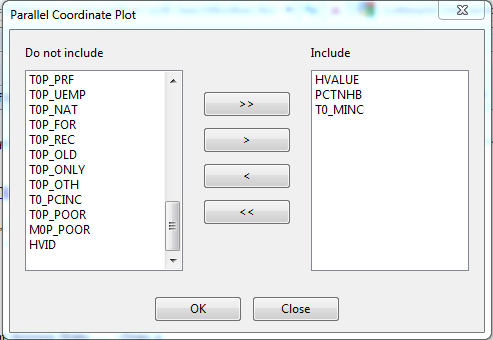 Parallel Coordinate Plot
Do not include
Include
T0P_PRF
T0P_UEMP
T0P_NAT
T0P_FOR
T0P_REC
T0P_OLD
T0P_ONLY
T0P_OTH
T0_PCINC
T0P_POOR
M0P_POOR
HVID
>>
>
<
<<
HVALUE
PCTNHB
T0_MINC
OK
Close